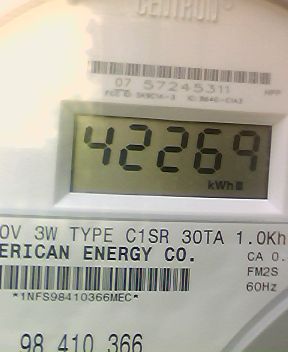 CENTRON®
07 57245311
42269
kWh
0V 3W TYPE C1SR 30TA 1.0Kh
ERICAN ENERGY CO.
CA 0.
FM2S
*1NFS98410366MEC*
60Hz
98 410 366